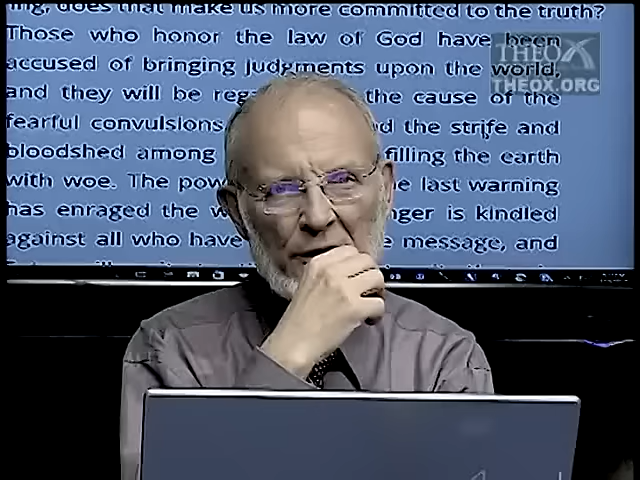 ing, does that make us more committed to the truth?
Those who honor the law of God have been
accused of bringing judgments upon the world,
and they will be the cause of the
fearful convulsions the strife and
bloodshed among filling the earth
with woe. The last warning
has enraged the is kindled
against all who have message, and
THEOX
THEOX.ORG